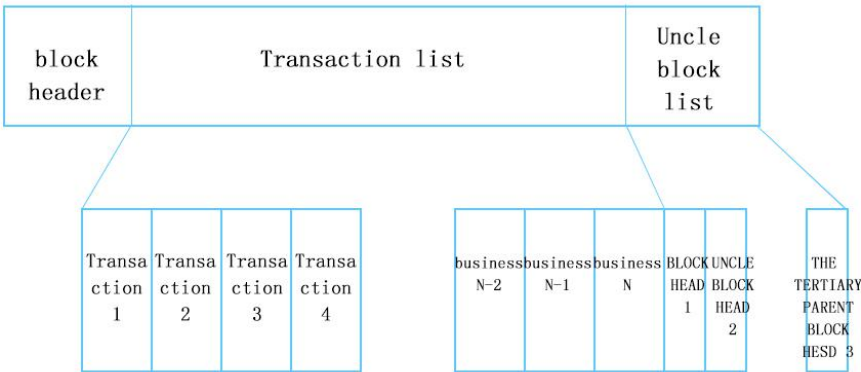 block
header
Transaction list
Uncle
block
list
Transa
ction
1
Transa
ction
2
Transa
ction
3
Transa
ction
4
business
N-2
business
N-1
business
N
BLOCK
HEAD
1
UNCLE
BLOCK
HEAD
2
THE
TERTIARY
PARENT
BLOCK
HESD 3